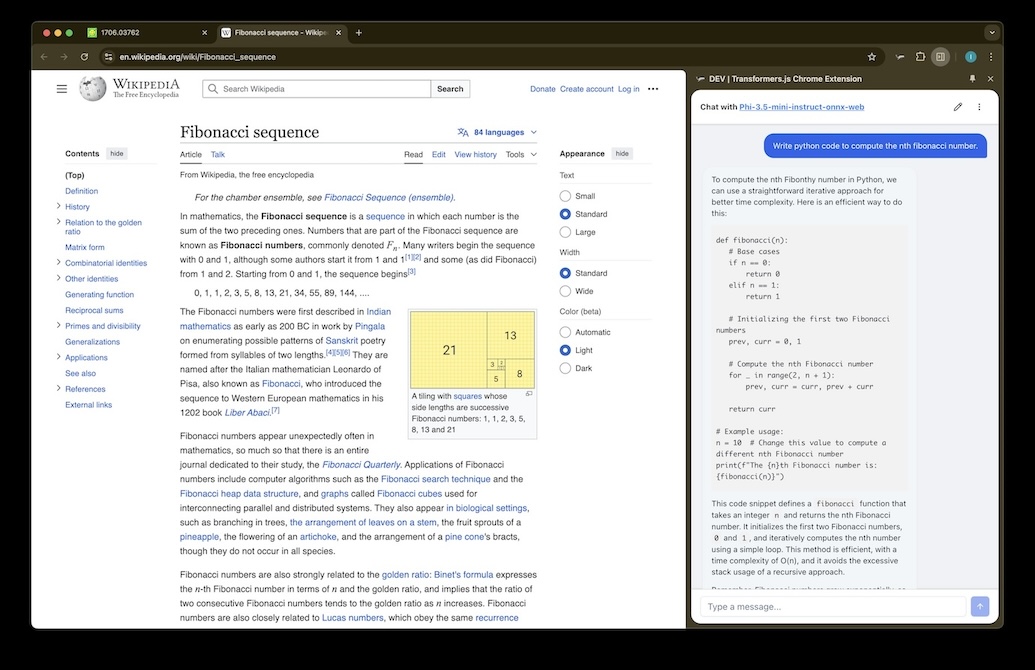 1706.03762
Fibonacci sequence - Wikipe
en.wikipedia.org/wiki/Fibonacci_sequence
WIKIPEDIA
The Free Encyclopedia
Search Wikipedia
Search
Donate Create account Log in
Contents hide
(Top)
Definition
History
Relation to the golden
ratio
Matrix form
Combinatorial identities
Other identities
Generating function
Reciprocal sums
Primes and divisibility
Generalizations
Applications
See also
References
External links
Fibonacci sequence
84 languages
Article Talk Read Edit View history Tools
From Wikipedia, the free encyclopedia
For the chamber ensemble, see Fibonacci Sequence (ensemble).
In mathematics, the Fibonacci sequence is a sequence in which each number is the
sum of the two preceding ones. Numbers that are part of the Fibonacci sequence are
known as Fibonacci numbers, commonly denoted Fn. Many writers begin the sequence
with 0 and 1, although some authors start it from 1 and 1[1][2] and some (as did Fibonacci)
from 1 and 2. Starting from 0 and 1, the sequence begins[3]
0, 1, 1, 2, 3, 5, 8, 13, 21, 34, 55, 89, 144, ....
The Fibonacci numbers were first described in Indian
mathematics as early as 200 BC in work by Pingala
on enumerating possible patterns of Sanskrit poetry
formed from syllables of two lengths.[4][5][6] They are
named after the Italian mathematician Leonardo of
Pisa, also known as Fibonacci, who introduced the
sequence to Western European mathematics in his
1202 book Liber Abaci.[7]
21
13
3
8
5
A tiling with squares whose
side lengths are successive
Fibonacci numbers: 1, 1, 2, 3, 5,
8, 13 and 21
Fibonacci numbers appear unexpectedly often in
mathematics, so much so that there is an entire
journal dedicated to their study, the Fibonacci Quarterly. Applications of Fibonacci
numbers include computer algorithms such as the Fibonacci search technique and the
Fibonacci heap data structure, and graphs called Fibonacci cubes used for
interconnecting parallel and distributed systems. They also appear in biological settings,
such as branching in trees, the arrangement of leaves on a stem, the fruit sprouts of a
pineapple, the flowering of an artichoke, and the arrangement of a pine cone's bracts,
though they do not occur in all species.
Fibonacci numbers are also strongly related to the golden ratio: Binet's formula expresses
the n-th Fibonacci number in terms of n and the golden ratio, and implies that the ratio of
two consecutive Fibonacci numbers tends to the golden ratio as n increases. Fibonacci
numbers are also closely related to Lucas numbers, which obey the same recurrence
Appearance hide
Text
Small
Standard
Large
Width
Standard
Wide
Color (beta)
Automatic
Light
Dark
DEV | Transformers.js Chrome Extension
Chat with Phi-3.5-mini-instruct-onnx-web
Write python code to compute the nth fibonacci number.
To compute the nth Fibonthy number in Python, we
can use a straightforward iterative approach for
better time complexity. Here is an efficient way to do
this:
def fibonacci(n):
# Base cases
if n == 0:
return 0
elif n == 1:
return 1
# Initializing the first two Fibonacci
numbers
prev, curr = 0, 1
# Compute the nth Fibonacci number
for _ in range(2, n + 1):
prev, curr = curr, prev + curr
return curr
# Example usage:
n = 10 # Change this value to compute a
different nth Fibonacci number
print(f"The {n}th Fibonacci number is:
{fibonacci(n)}")
This code snippet defines a fibonacci function that
takes an integer n and returns the nth Fibonacci
number. It initializes the first two Fibonacci numbers,
0 and 1, and iteratively computes the nth number
using a simple loop. This method is efficient, with a
time complexity of O(n), and it avoids the excessive
stack usage of a recursive approach.
Type a message...